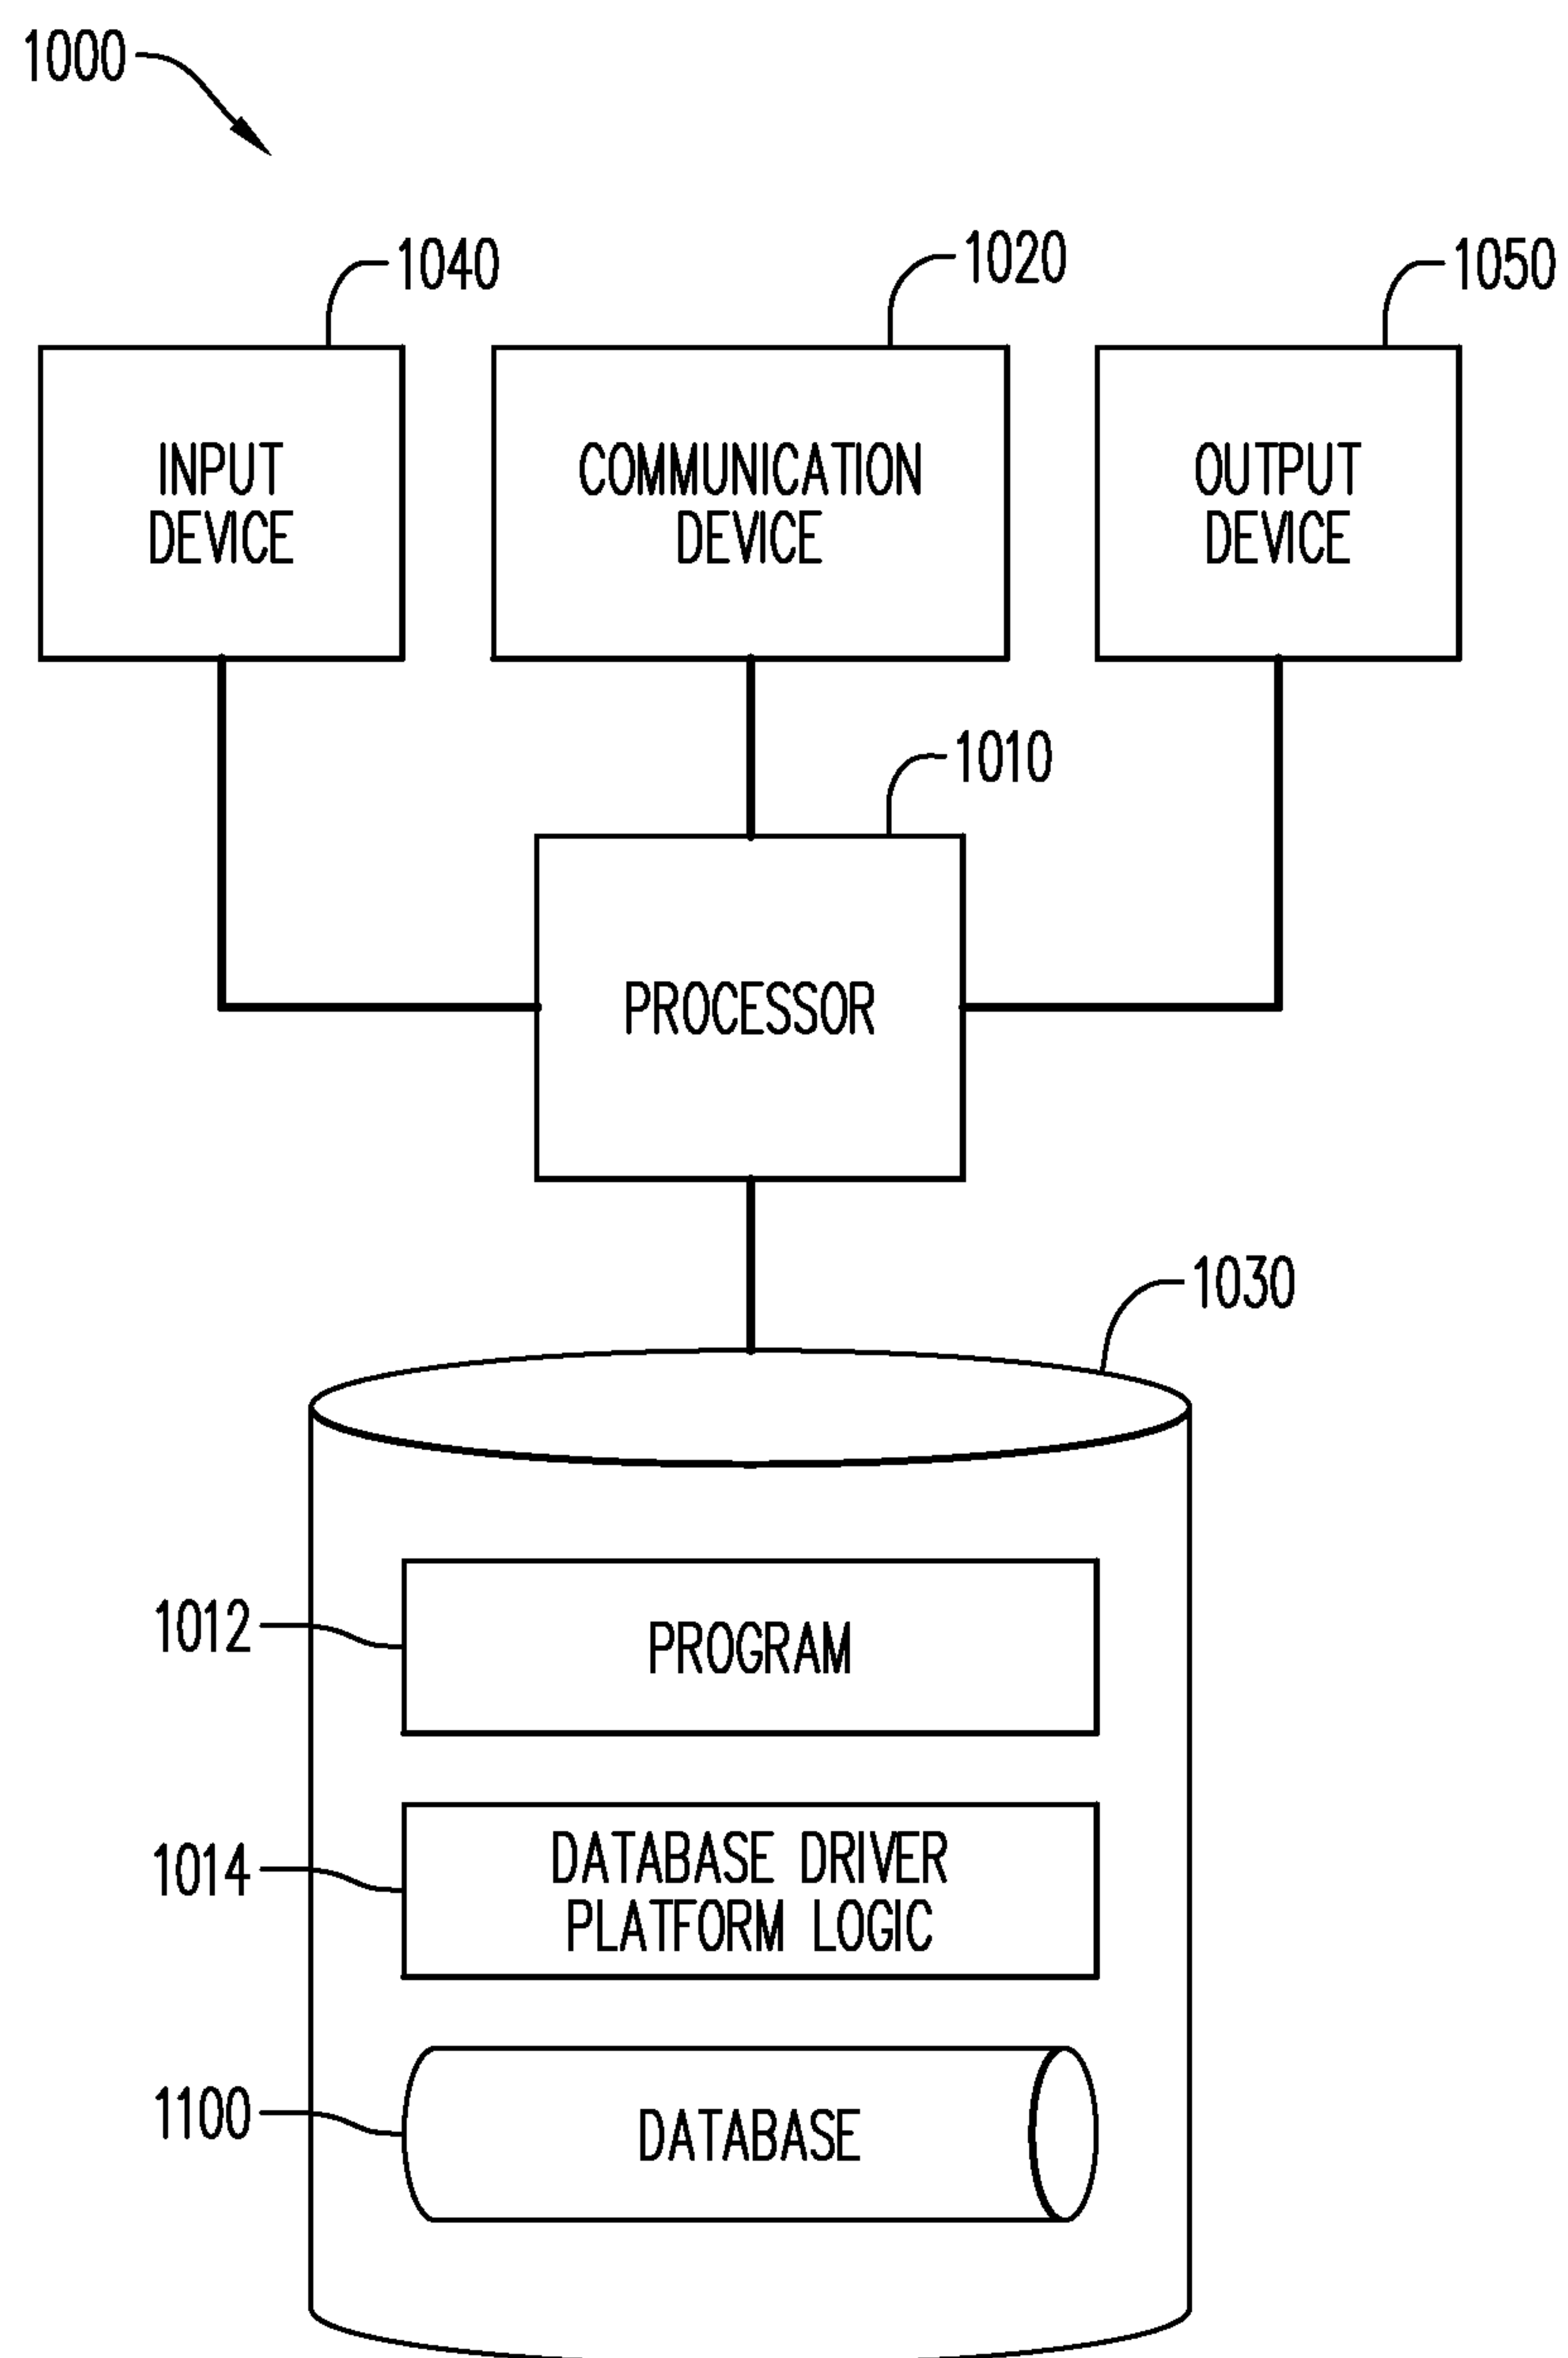 1000
1040
1020
1050
INPUT
DEVICE
COMMUNICATION
DEVICE
OUTPUT
DEVICE
1010
PROCESSOR
1030
1012
PROGRAM
1014
DATABASE DRIVER
PLATFORM LOGIC
1100
DATABASE